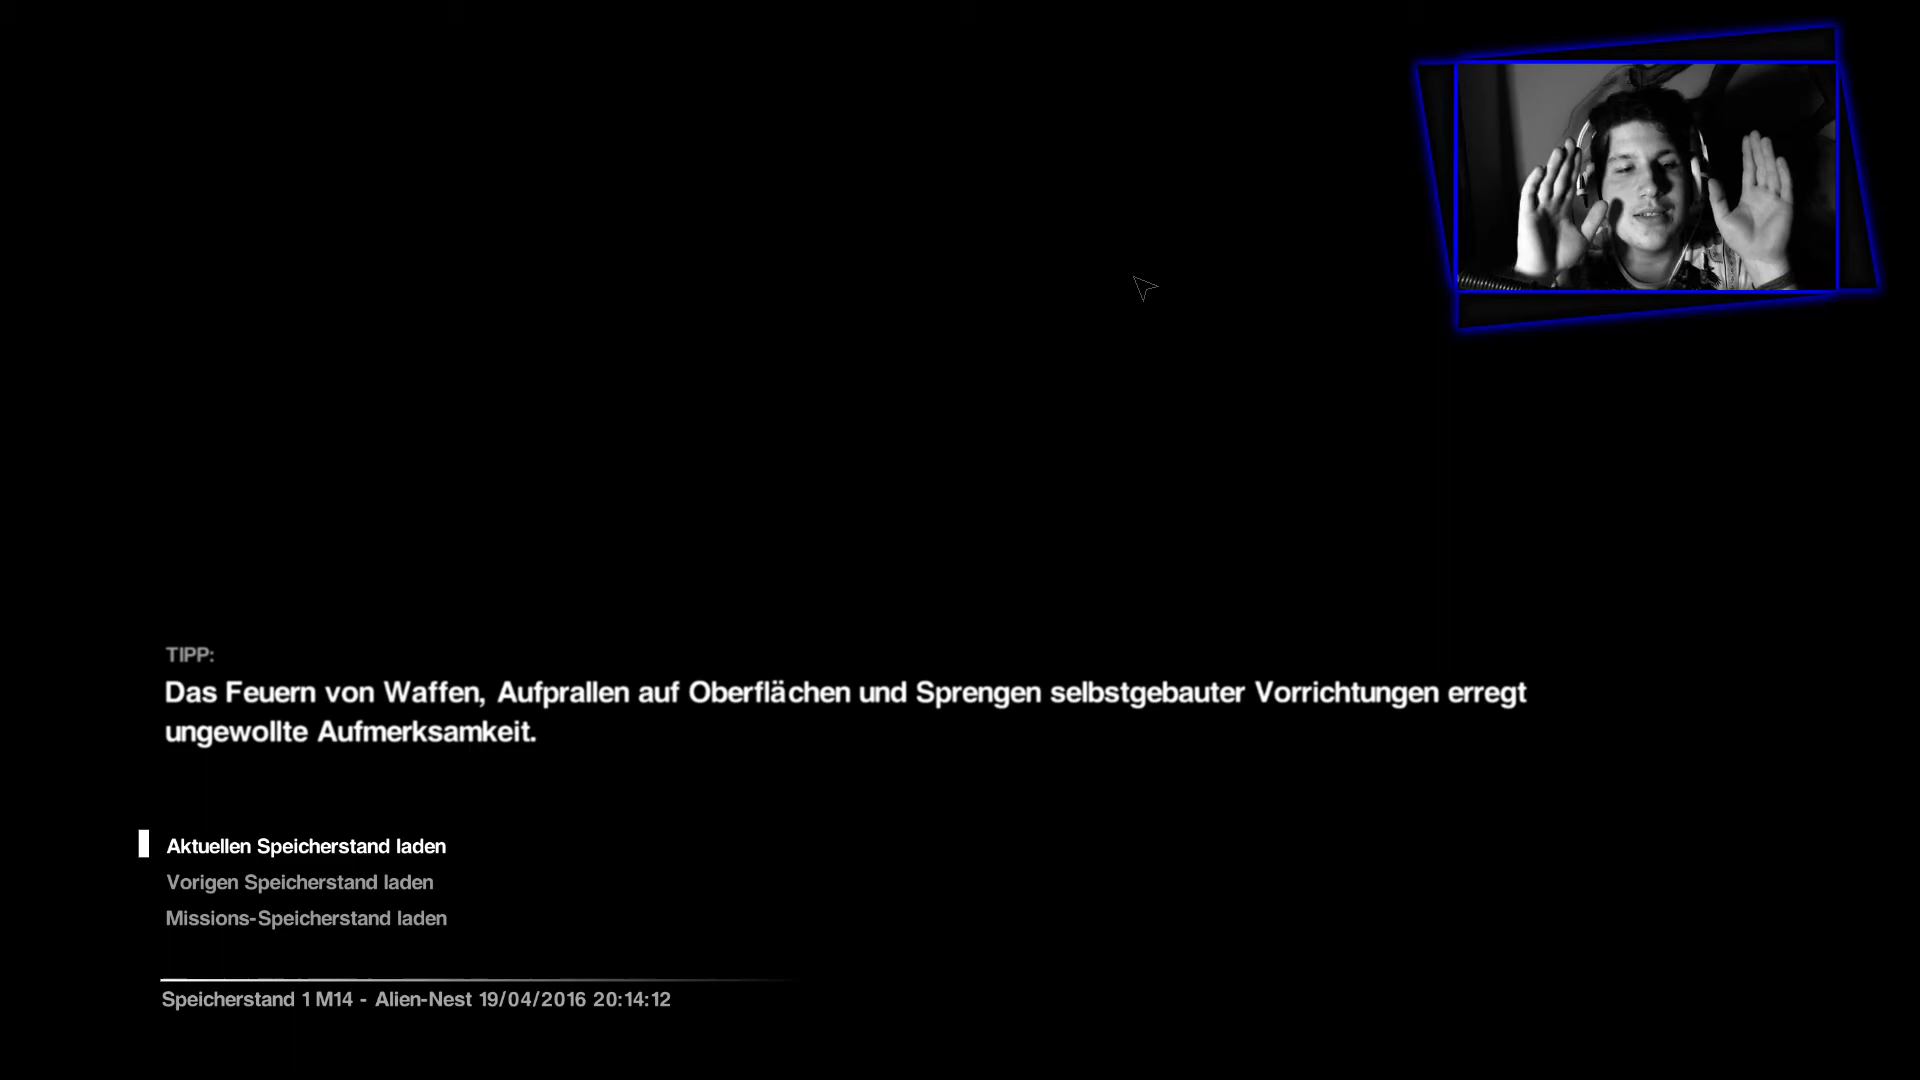 TIPP:
Das Feuern von Waffen, Aufprallen auf Oberflächen und Sprengen selbstgebauter Vorrichtungen erregt
ungewollte Aufmerksamkeit.
Aktuellen Speicherstand laden
Vorigen Speicherstand laden
Missions-Speicherstand laden
Speicherstand 1 M14 - Alien-Nest 19/04/2016 20:14:12